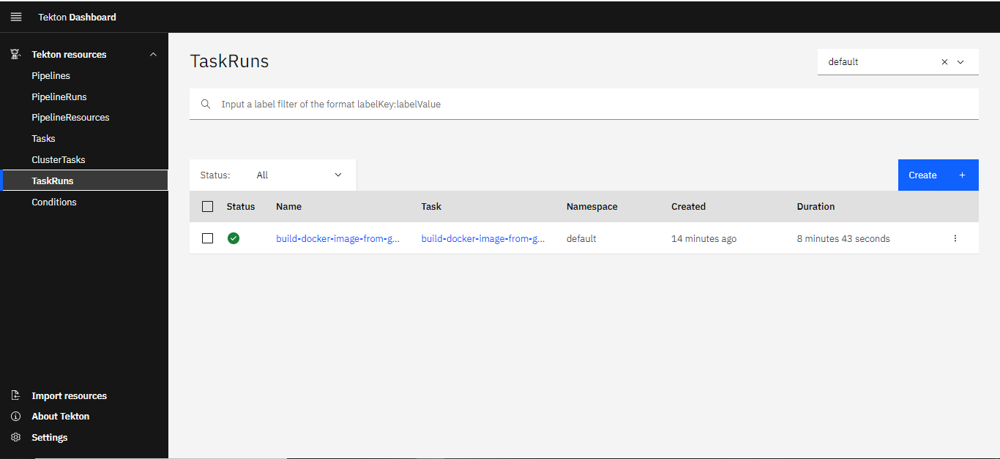 Tekton Dashboard
Tekton resources
Pipelines
PipelineRuns
PipelineResources
Tasks
ClusterTasks
TaskRuns
Conditions
Import resources
About Tekton
Settings
TaskRuns
default
Input a label filter of the format labelKey:labelValue
Status: All
Create +
Status Name Task Namespace Created Duration
build-docker-image-from-g... build-docker-image-from-g... default 14 minutes ago 8 minutes 43 seconds